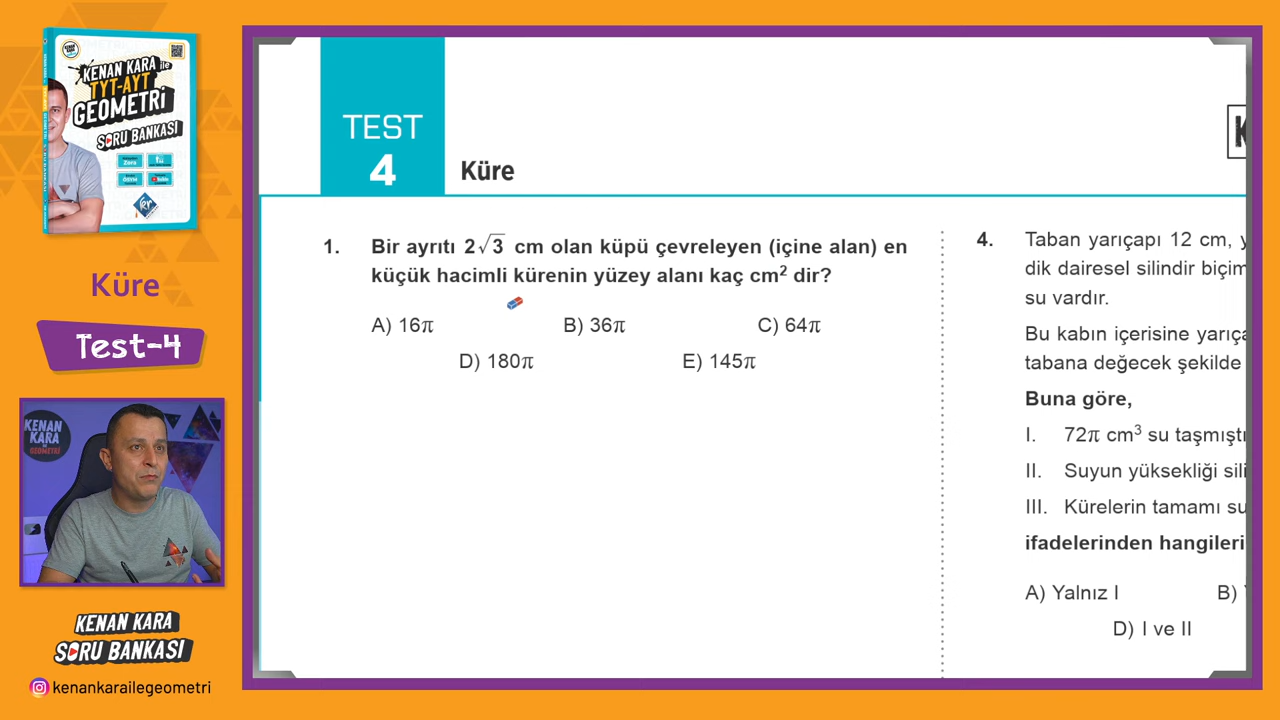 KENAN KARA ile
TYT-AYT
GEOMETRİ
SORU BANKASI
Küre
Test-4
KENAN
KARA
GEOMETRİ
KENAN KARA
SORU BANKASI
kenankarailegeometri
TEST
4
Küre
1. Bir ayrıtı 2√3 cm olan küpü çevreleyen (içine alan) en
küçük hacimli kürenin yüzey alanı kaç cm² dir?
A) 16π B) 36π C) 64π
D) 180π E) 145π
4. Taban yarıçapı 12 cm, y
dik dairesel silindir biçim
su vardır.
Bu kabın içerisine yarıça
tabana değecek şekilde
Buna göre,
I. 72π cm³ su taşmıştı
II. Suyun yüksekliği sili
III. Kürelerin tamamı su
ifadelerinden hangileri
A) Yalnız I B)
D) I ve II